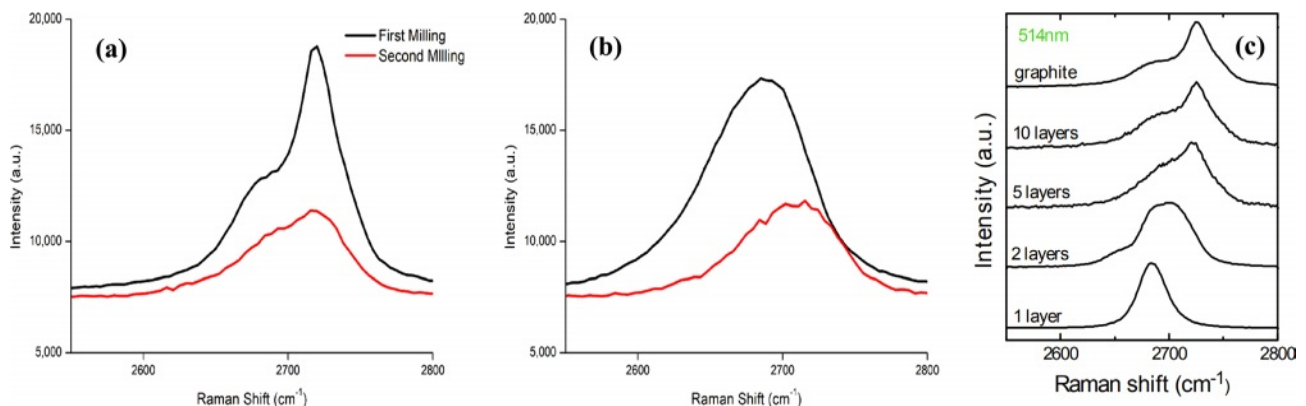 (a)
First Milling
Second MIlling
20,000
15,000
10,000
5,000
Intensity (a.u.)
2600
2700
2800
Raman Shift (cm-1)
(b)
20,000
15,000
10,000
5,000
Intensity (a.u.)
2600
2700
2800
Raman Shift (cm-1)
514nm
(c)
graphite
10 layers
5 layers
2 layers
1 layer
Intensity (a.u.)
2600
2700
2800
Raman shift (cm-1)